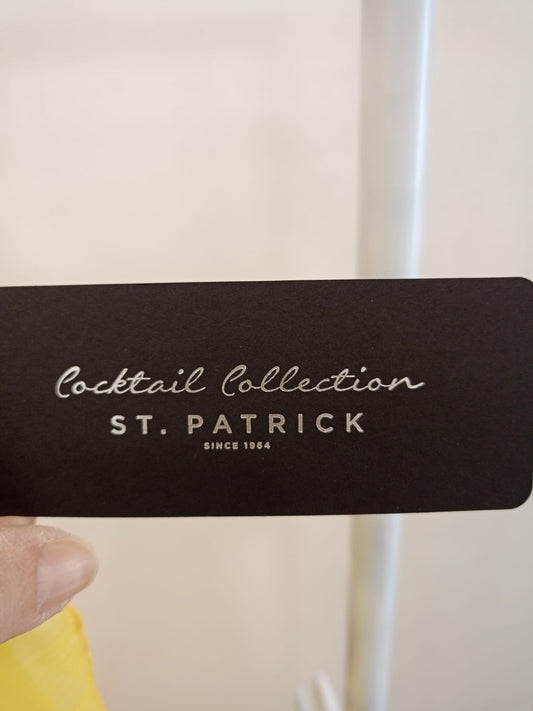 Cocktail Collection
ST. PATRICK
SINCE 1964